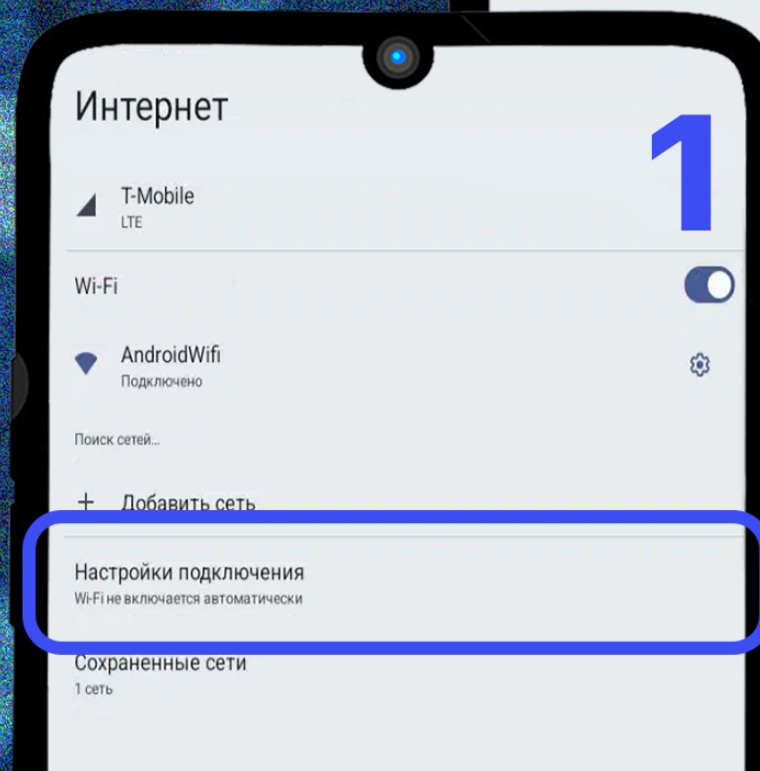 Интернет
1
T-Mobile
LTE
Wi-Fi
AndroidWifi
Подключено
Поиск сетей...
+ Добавить сеть
Настройки подключения
Wi-Fi не включается автоматически
Сохраненные сети
1 сеть